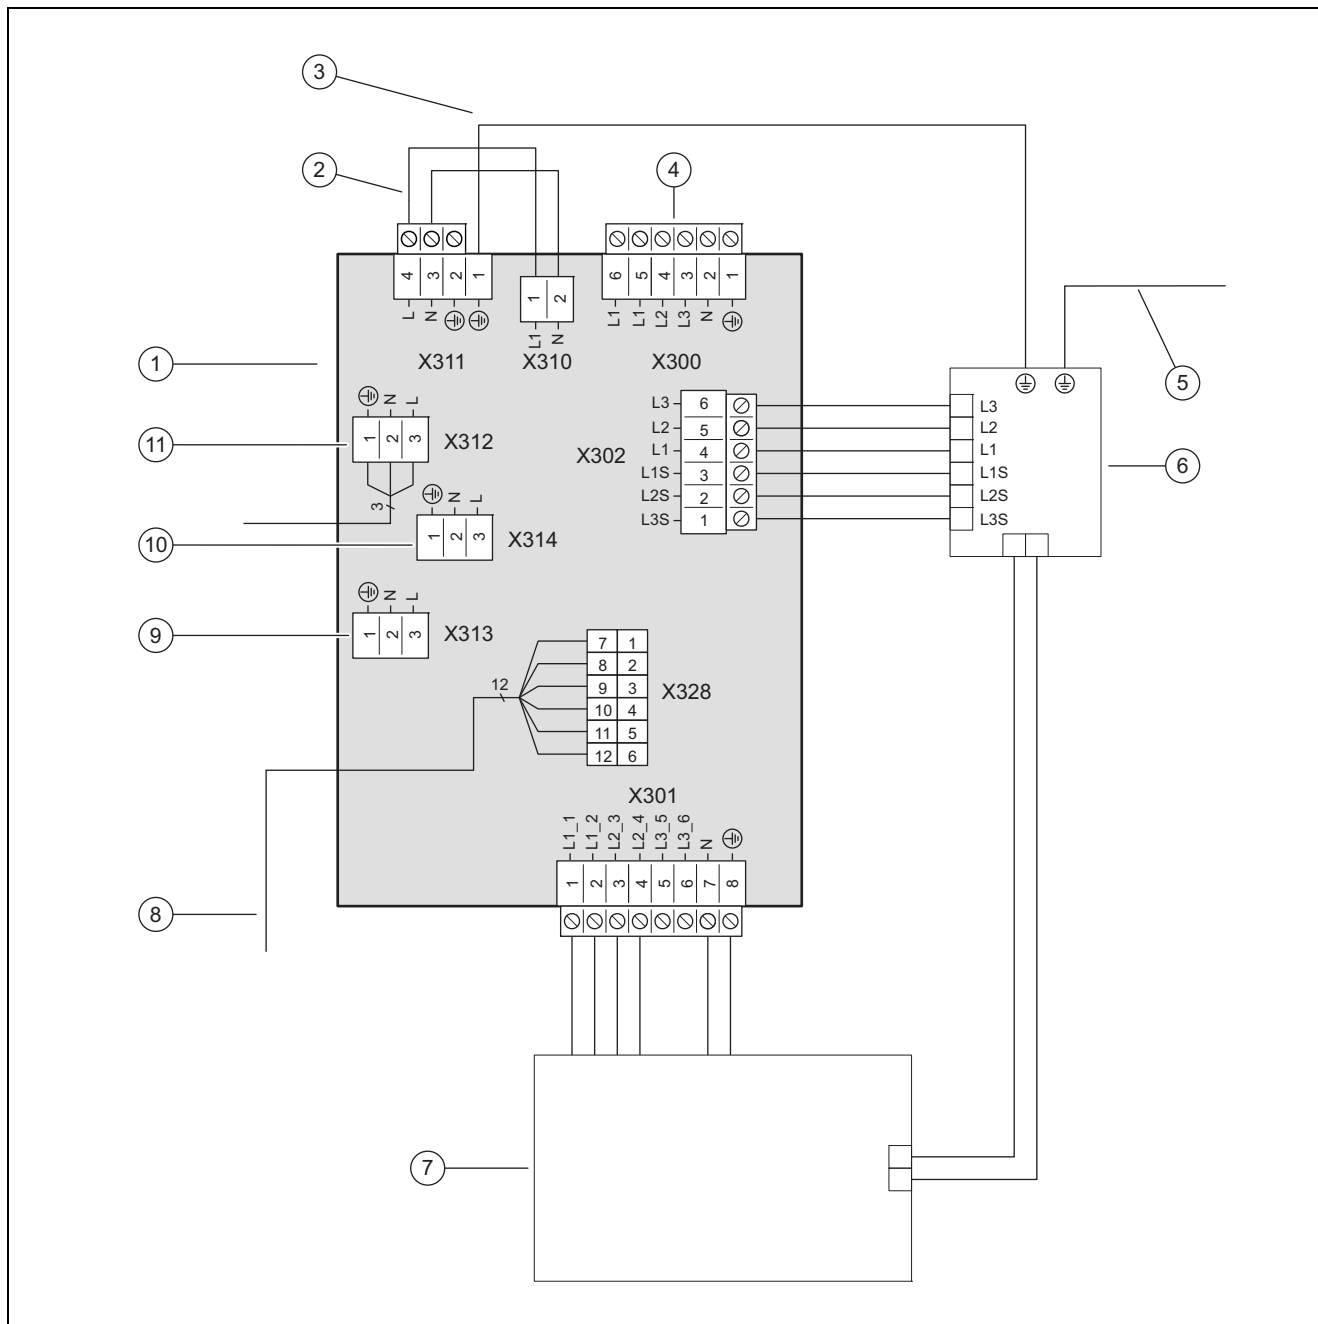 3
2
4
4 3 2 1
L N
X311
1 2
L1 N
X310
6 5 4 3 2 1
L1 L1 L2 L3 N
X300
1
5
N L
1 2 3
X312
11
3
L3 6
L2 5
L1 4
L1S 3
L2S 2
L3S 1
X302
L3
L2
L1
L1S
L2S
L3S
6
N L
1 2 3
X314
10
N L
1 2 3
X313
9
12
7 1
8 2
9 3
10 4
11 5
12 6
X328
X301
L1_1 L1_2 L2_3 L2_4 L3_5 L3_6 N
1 2 3 4 5 6 7 8
8
7